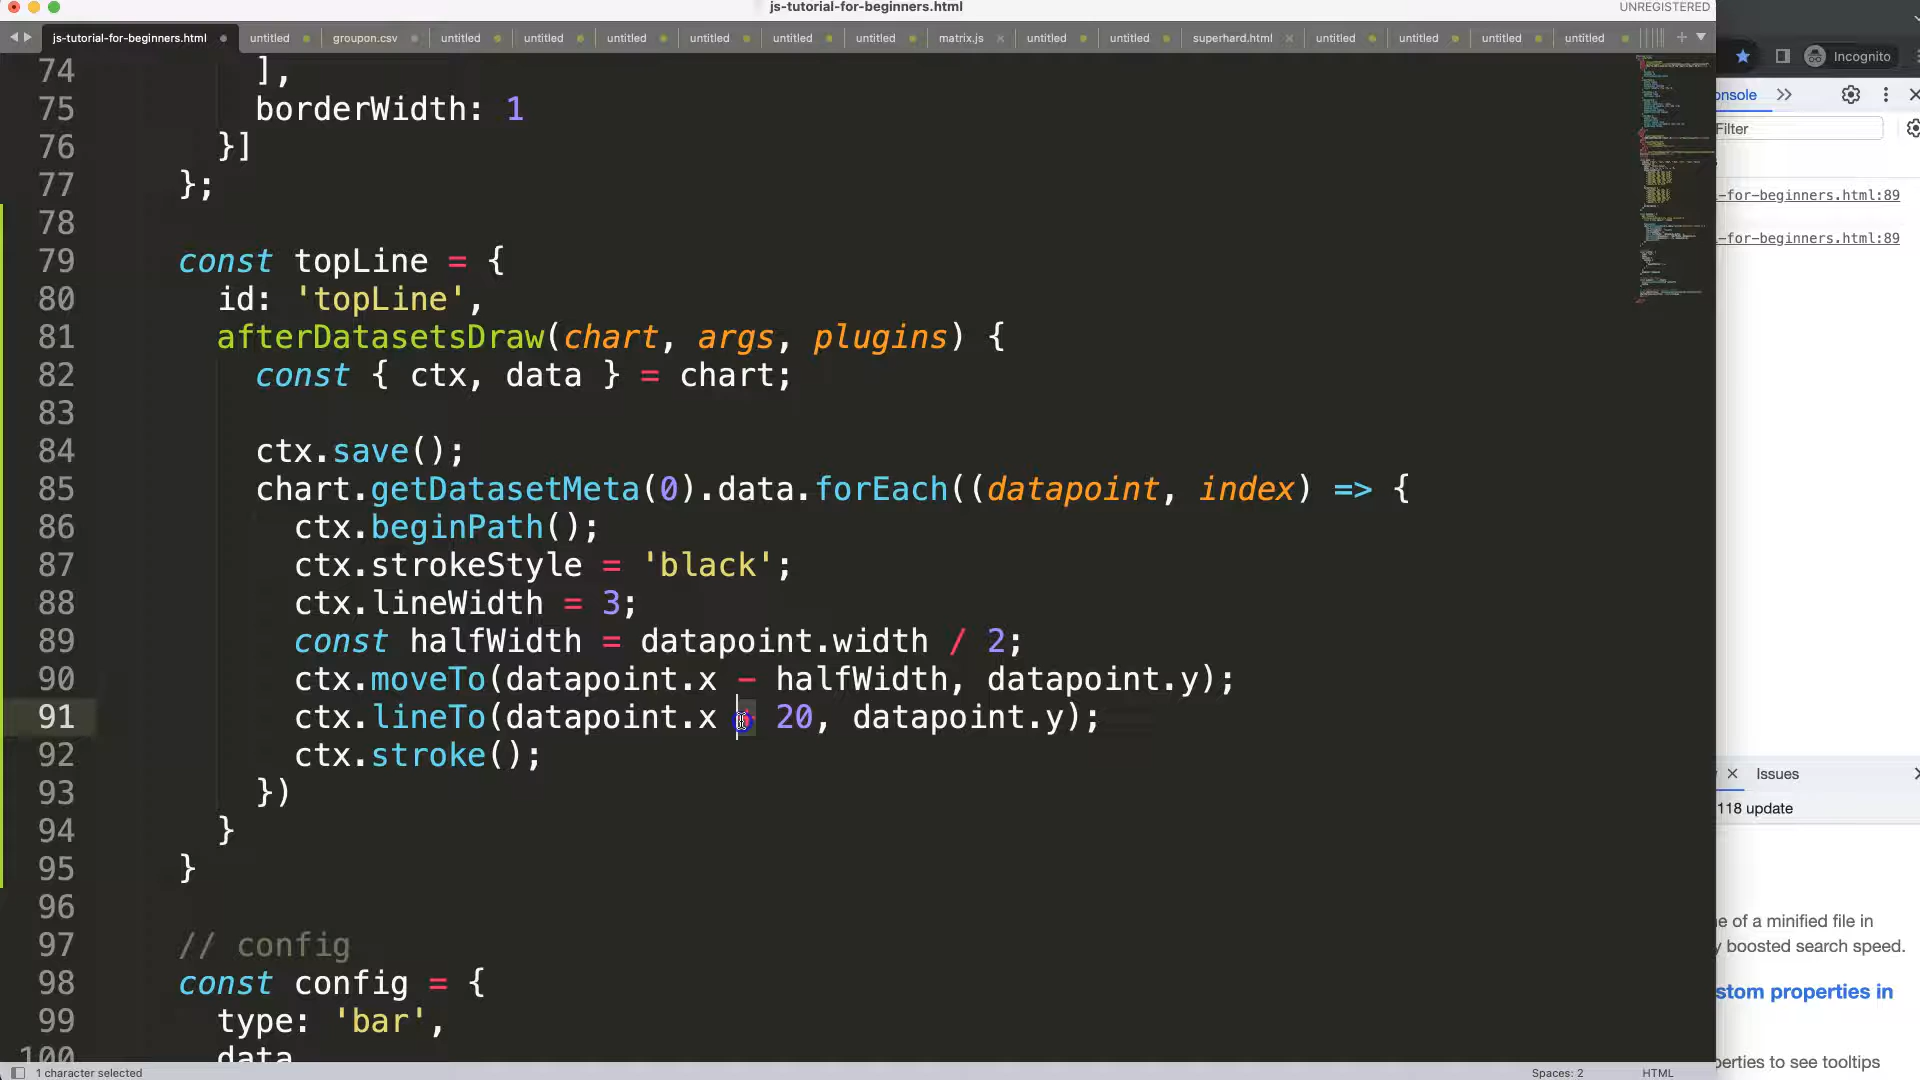 js-tutorial-for-beginners.html
UNREGISTERED
js-tutorial-for-beginners.html untitled groupon.csv untitled untitled untitled untitled untitled untitled matrix.js untitled untitled superhard.html untitled untitled untitled untitled
Incognito
74 ],
75 borderWidth: 1
76 }]
77 };
78
79 const topLine = {
80 id: 'topLine',
81 afterDatasetsDraw(chart, args, plugins) {
82 const { ctx, data } = chart;
83
84 ctx.save();
85 chart.getDatasetMeta(0).data.forEach((datapoint, index) => {
86 ctx.beginPath();
87 ctx.strokeStyle = 'black';
88 ctx.lineWidth = 3;
89 const halfWidth = datapoint.width / 2;
90 ctx.moveTo(datapoint.x - halfWidth, datapoint.y);
91 ctx.lineTo(datapoint.x 20, datapoint.y);
92 ctx.stroke();
93 })
94 }
95 }
96
97 // config
98 const config = {
99 type: 'bar',
100 data
onsole
Filter
-for-beginners.html:89
-for-beginners.html:89
Issues
118 update
e of a minified file in
y boosted search speed.
stom properties in
perties to see tooltips
1 character selected
Spaces: 2
HTML